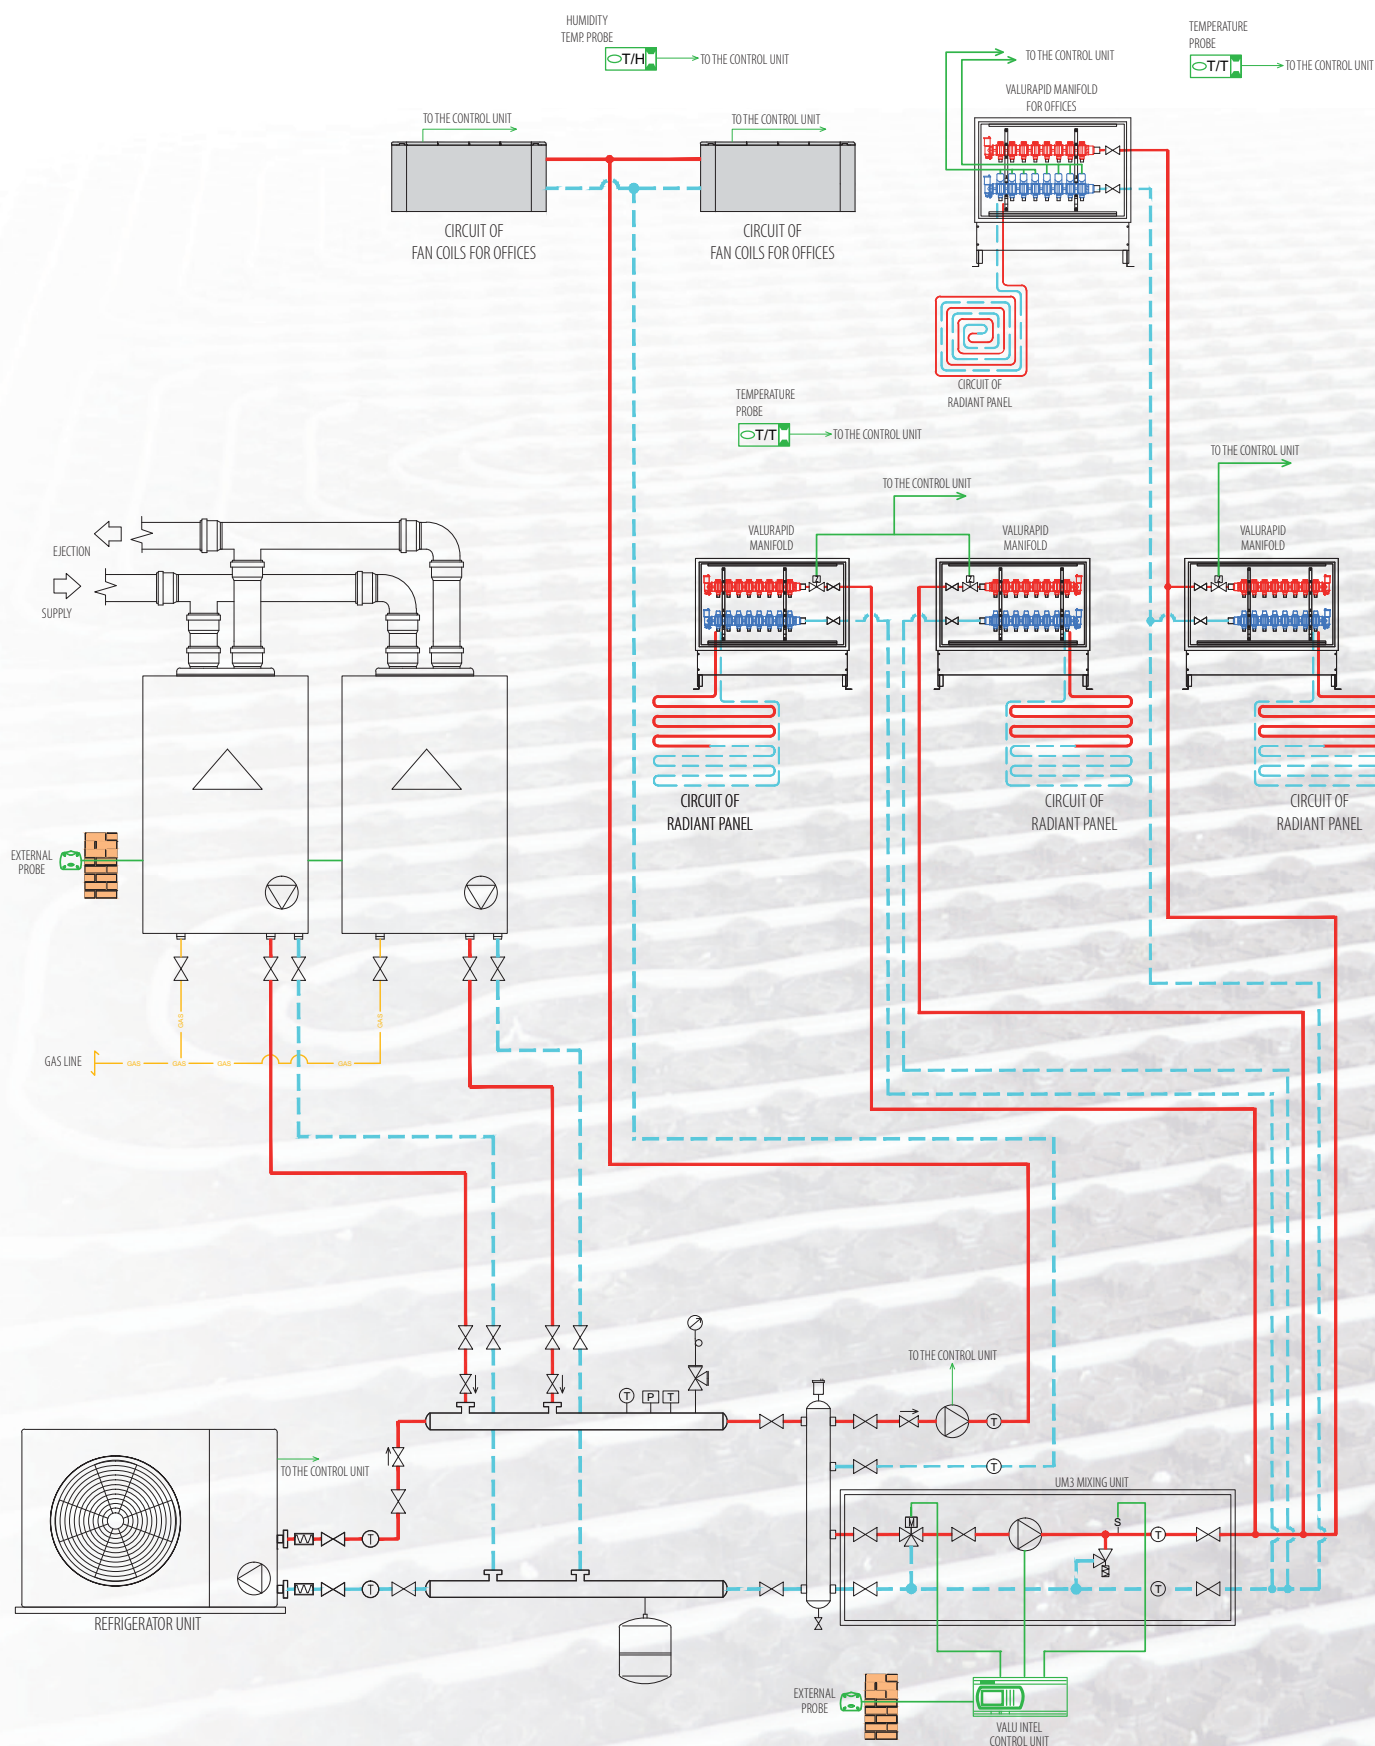 HUMIDITY
TEMP. PROBE
T/H
TO THE CONTROL UNIT
TEMPERATURE
PROBE
T/T
TO THE CONTROL UNIT
TO THE CONTROL UNIT
VALURAPID MANIFOLD
FOR OFFICES
TO THE CONTROL UNIT
TO THE CONTROL UNIT
CIRCUIT OF
FAN COILS FOR OFFICES
CIRCUIT OF
FAN COILS FOR OFFICES
CIRCUIT OF
RADIANT PANEL
TEMPERATURE
PROBE
T/T
TO THE CONTROL UNIT
TO THE CONTROL UNIT
TO THE CONTROL UNIT
VALURAPID
MANIFOLD
VALURAPID
MANIFOLD
VALURAPID
MANIFOLD
EJECTION
SUPPLY
CIRCUIT OF
RADIANT PANEL
CIRCUIT OF
RADIANT PANEL
CIRCUIT OF
RADIANT PANEL
EXTERNAL
PROBE
GAS
GAS
GAS LINE
GAS
GAS
GAS
GAS
TO THE CONTROL UNIT
T
P
T
T
TO THE CONTROL UNIT
T
UM3 MIXING UNIT
M
S
T
T
T
T
REFRIGERATOR UNIT
EXTERNAL
PROBE
VALU INTEL
CONTROL UNIT